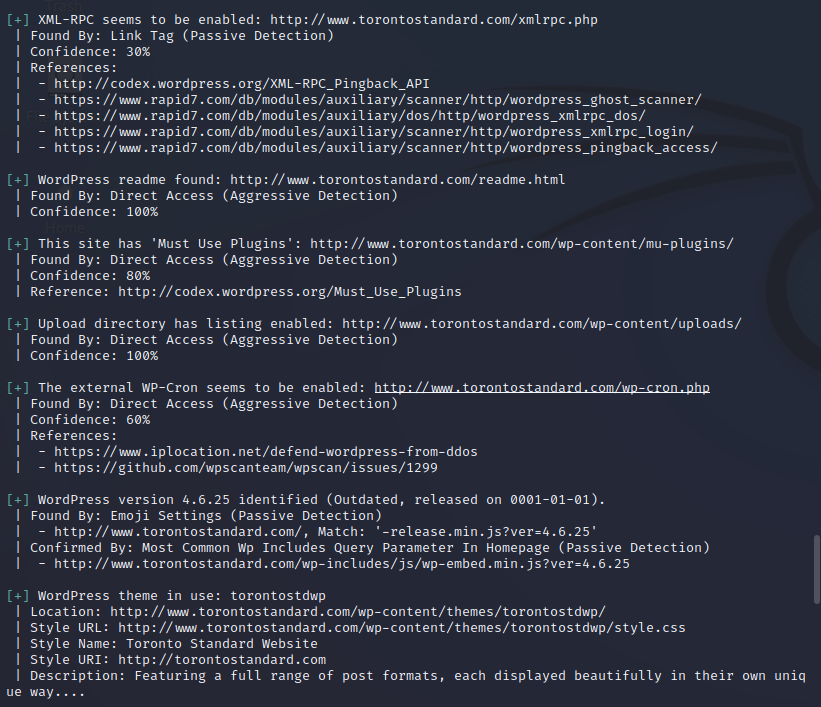 [+] XML-RPC seems to be enabled: http://www.torontostandard.com/xmlrpc.php
 | Found By: Link Tag (Passive Detection)
 | Confidence: 30%
 | References:
 |  - http://codex.wordpress.org/XML-RPC_Pingback_API
 |  - https://www.rapid7.com/db/modules/auxiliary/scanner/http/wordpress_ghost_scanner/
 |  - https://www.rapid7.com/db/modules/auxiliary/dos/http/wordpress_xmlrpc_dos/
 |  - https://www.rapid7.com/db/modules/auxiliary/scanner/http/wordpress_xmlrpc_login/
 |  - https://www.rapid7.com/db/modules/auxiliary/scanner/http/wordpress_pingback_access/

[+] WordPress readme found: http://www.torontostandard.com/readme.html
 | Found By: Direct Access (Aggressive Detection)
 | Confidence: 100%

[+] This site has 'Must Use Plugins': http://www.torontostandard.com/wp-content/mu-plugins/
 | Found By: Direct Access (Aggressive Detection)
 | Confidence: 80%
 | Reference: http://codex.wordpress.org/Must_Use_Plugins

[+] Upload directory has listing enabled: http://www.torontostandard.com/wp-content/uploads/
 | Found By: Direct Access (Aggressive Detection)
 | Confidence: 100%

[+] The external WP-Cron seems to be enabled: http://www.torontostandard.com/wp-cron.php
 | Found By: Direct Access (Aggressive Detection)
 | Confidence: 60%
 | References:
 |  - https://www.iplocation.net/defend-wordpress-from-ddos
 |  - https://github.com/wpscanteam/wpscan/issues/1299

[+] WordPress version 4.6.25 identified (Outdated, released on 0001-01-01).
 | Found By: Emoji Settings (Passive Detection)
 |  - http://www.torontostandard.com/, Match: '-release.min.js?ver=4.6.25'
 | Confirmed By: Most Common Wp Includes Query Parameter In Homepage (Passive Detection)
 |  - http://www.torontostandard.com/wp-includes/js/wp-embed.min.js?ver=4.6.25

[+] WordPress theme in use: torontostdwp
 | Location: http://www.torontostandard.com/wp-content/themes/torontostdwp/
 | Style URL: http://www.torontostandard.com/wp-content/themes/torontostdwp/style.css
 | Style Name: Toronto Standard Website
 | Style URI: http://torontostandard.com
 | Description: Featuring a full range of post formats, each displayed beautifully in their own uniq
ue way....
Trash
Home